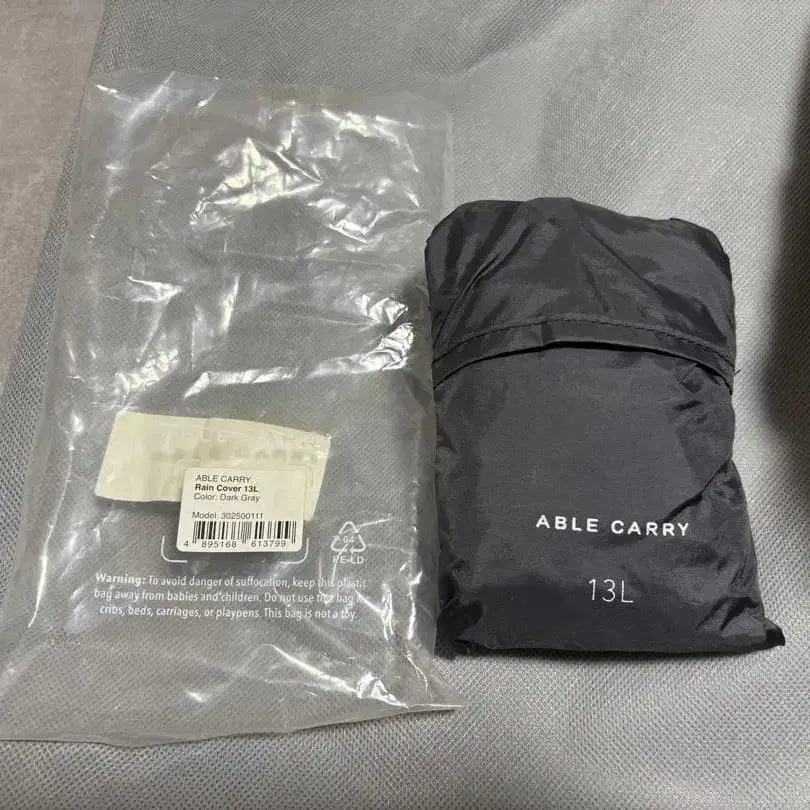 ABLE CARRY
Rain Cover 13L
Color: Dark Gray
Model: 302500111
4 895168 613799
04
PE-LD
Warning: To avoid danger of suffocation, keep this plastic
bag away from babies and children. Do not use this bag in
cribs, beds, carriages, or playpens. This bag is not a toy.
ABLE CARRY
13L